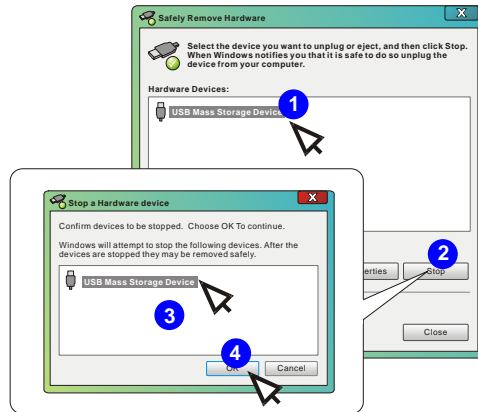 Safely Remove Hardware
X
Select the device you want to unplug or eject, and then click Stop.
When Windows notifies you that it is safe to do so unplug the
device from your computer.
Hardware Devices:
USB Mass Storage Device
1
Stop a Hardware device
X
Confirm devices to be stopped. Choose OK To continue.
Windows will attempt to stop the following devices. After the
devices are stopped they may be removed safely.
USB Mass Storage Device
3
4
OK
Cancel
2
erties
Stop
Close